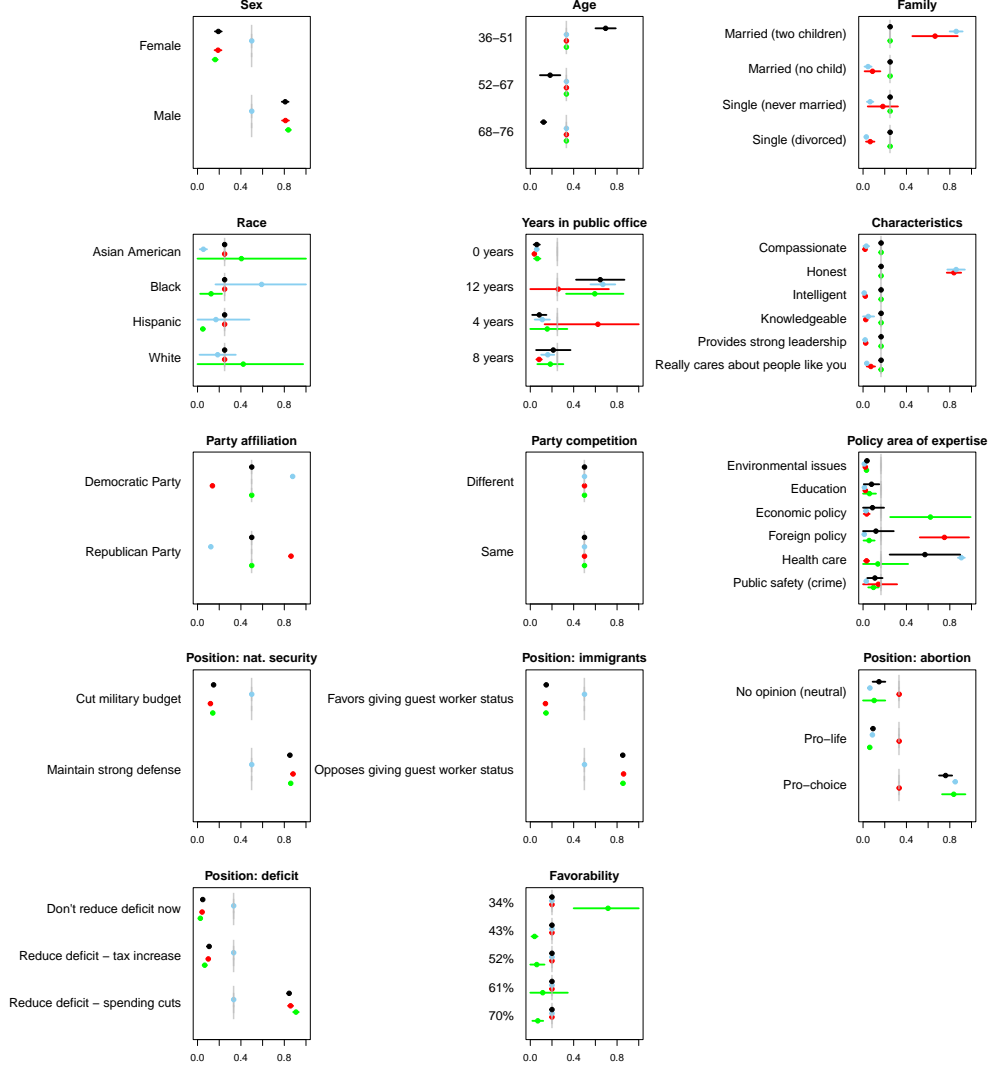 Sex
Female
Male
0.0 0.4 0.8
Age
36−51
52−67
68−76
0.0 0.4 0.8
Family
Married (two children)
Married (no child)
Single (never married)
Single (divorced)
0.0 0.4 0.8
Race
Asian American
Black
Hispanic
White
0.0 0.4 0.8
Years in public office
0 years
12 years
4 years
8 years
0.0 0.4 0.8
Characteristics
Compassionate
Honest
Intelligent
Knowledgeable
Provides strong leadership
Really cares about people like you
0.0 0.4 0.8
Party affiliation
Democratic Party
Republican Party
0.0 0.4 0.8
Party competition
Different
Same
0.0 0.4 0.8
Policy area of expertise
Environmental issues
Education
Economic policy
Foreign policy
Health care
Public safety (crime)
0.0 0.4 0.8
Position: nat. security
Cut military budget
Maintain strong defense
0.0 0.4 0.8
Position: immigrants
Favors giving guest worker status
Opposes giving guest worker status
0.0 0.4 0.8
Position: abortion
No opinion (neutral)
Pro−life
Pro−choice
0.0 0.4 0.8
Position: deficit
Don't reduce deficit now
Reduce deficit − tax increase
Reduce deficit − spending cuts
0.0 0.4 0.8
Favorability
34%
43%
52%
61%
70%
0.0 0.4 0.8